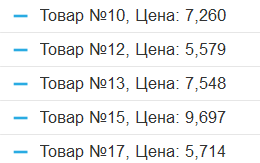 Товар №10, Цена: 7,260
Товар №12, Цена: 5,579
Товар №13, Цена: 7,548
Товар №15, Цена: 9,697
Товар №17, Цена: 5,714